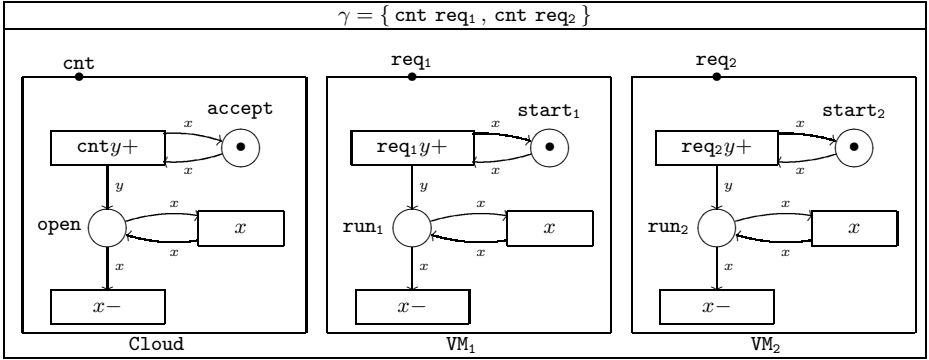 γ = { cnt req₁ , cnt req₂ }
cnt req₁ req₂
accept start₁ start₂
x x x
cnty+ req₁y+ req₂y+
x x x
y y y
x x x
open x run₁ x run₂ x
x x x
x x x
x− x− x−
Cloud VM₁ VM₂